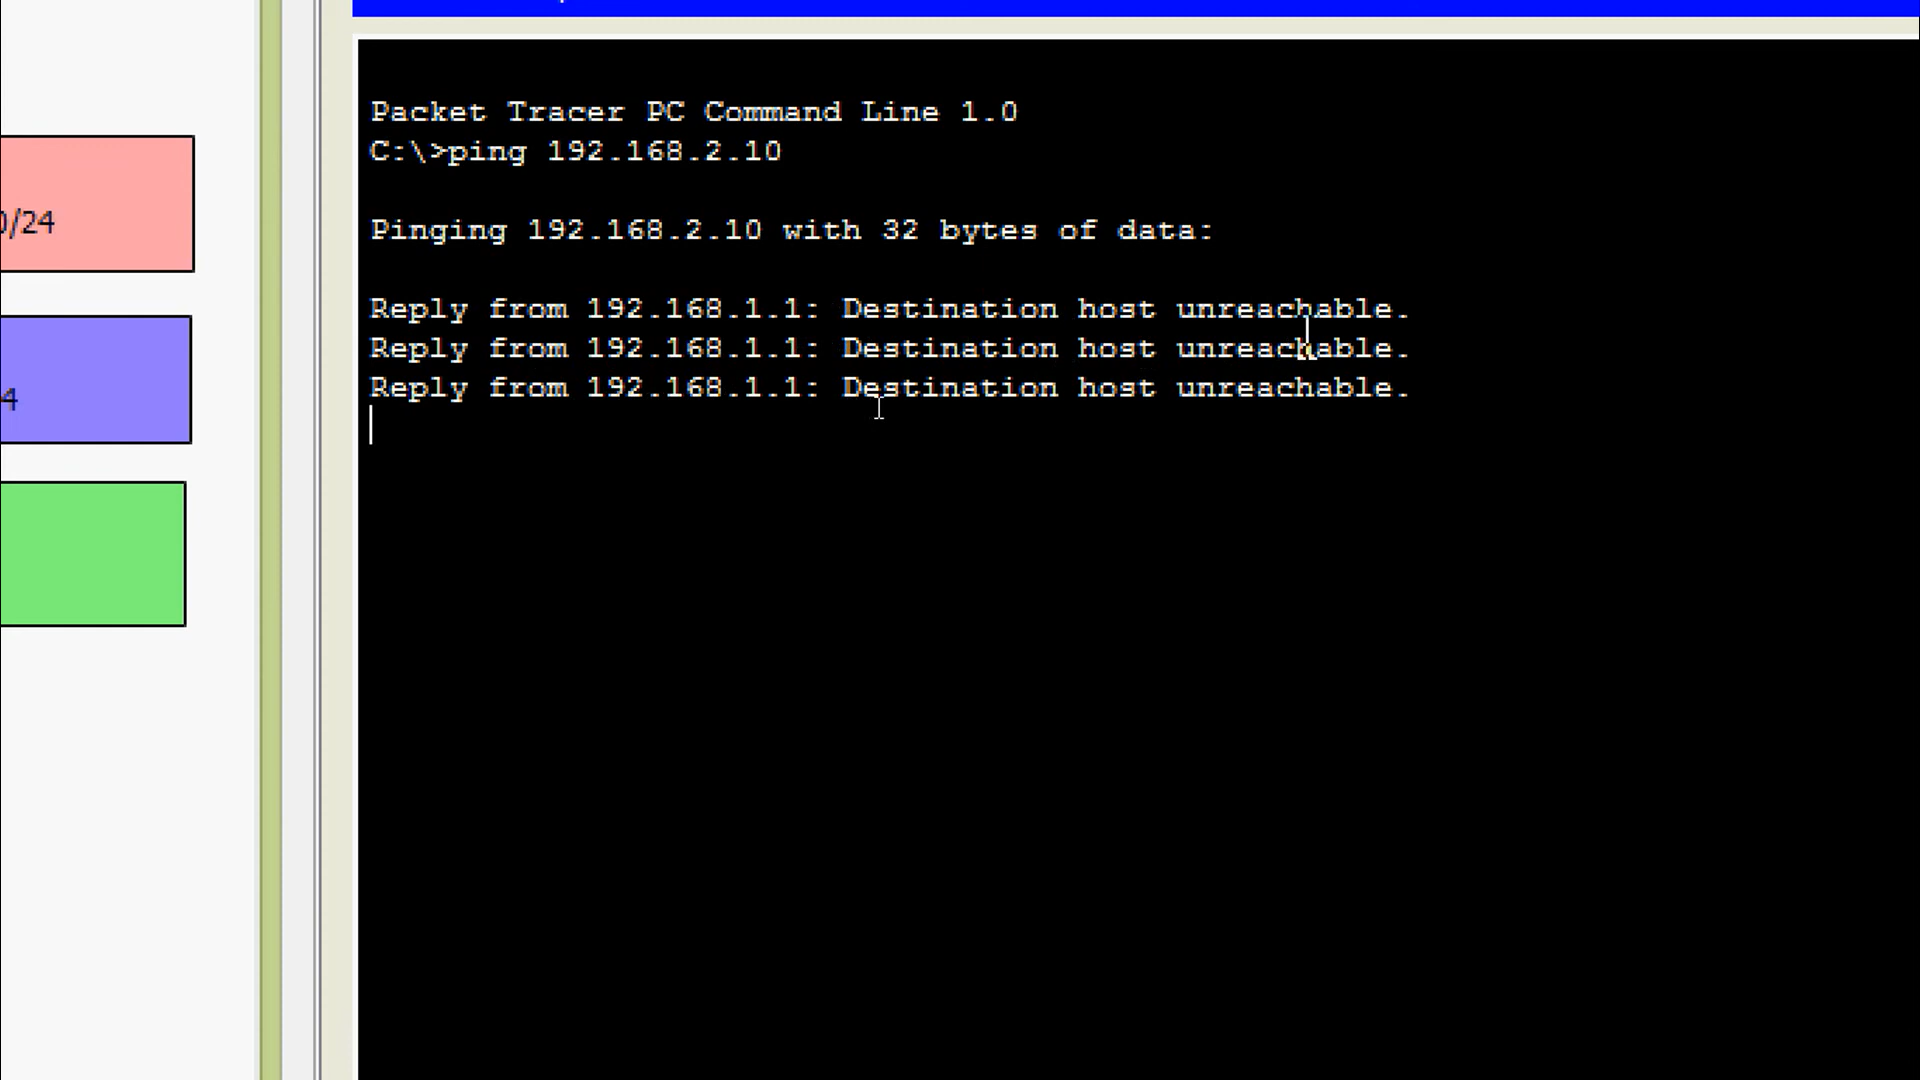 Packet Tracer PC Command Line 1.0
C:\>ping 192.168.2.10
Pinging 192.168.2.10 with 32 bytes of data:
Reply from 192.168.1.1: Destination host unreachable.
Reply from 192.168.1.1: Destination host unreachable.
Reply from 192.168.1.1: Destination host unreachable.
0/24
4